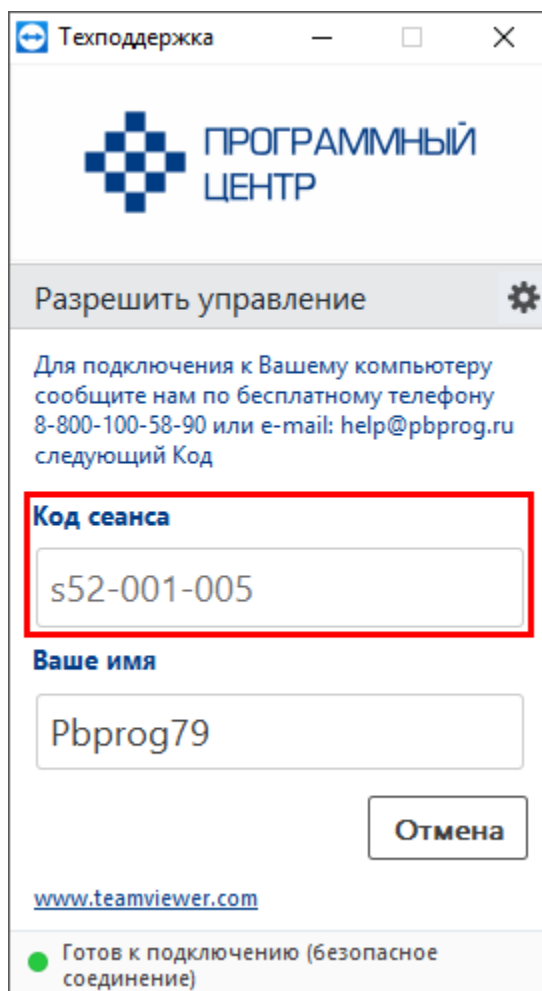 Техподдержка
ПРОГРАММНЫЙ
ЦЕНТР
Разрешить управление
Для подключения к Вашему компьютеру
сообщите нам по бесплатному телефону
8-800-100-58-90 или e-mail: help@pbprog.ru
следующий Код
Код сеанса
s52-001-005
Ваше имя
Pbprog79
Отмена
www.teamviewer.com
Готов к подключению (безопасное
соединение)